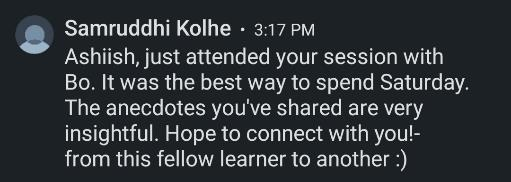 Samruddhi Kolhe • 3:17 PM
Ashiish, just attended your session with
Bo. It was the best way to spend Saturday.
The anecdotes you've shared are very
insightful. Hope to connect with you!-
from this fellow learner to another :)